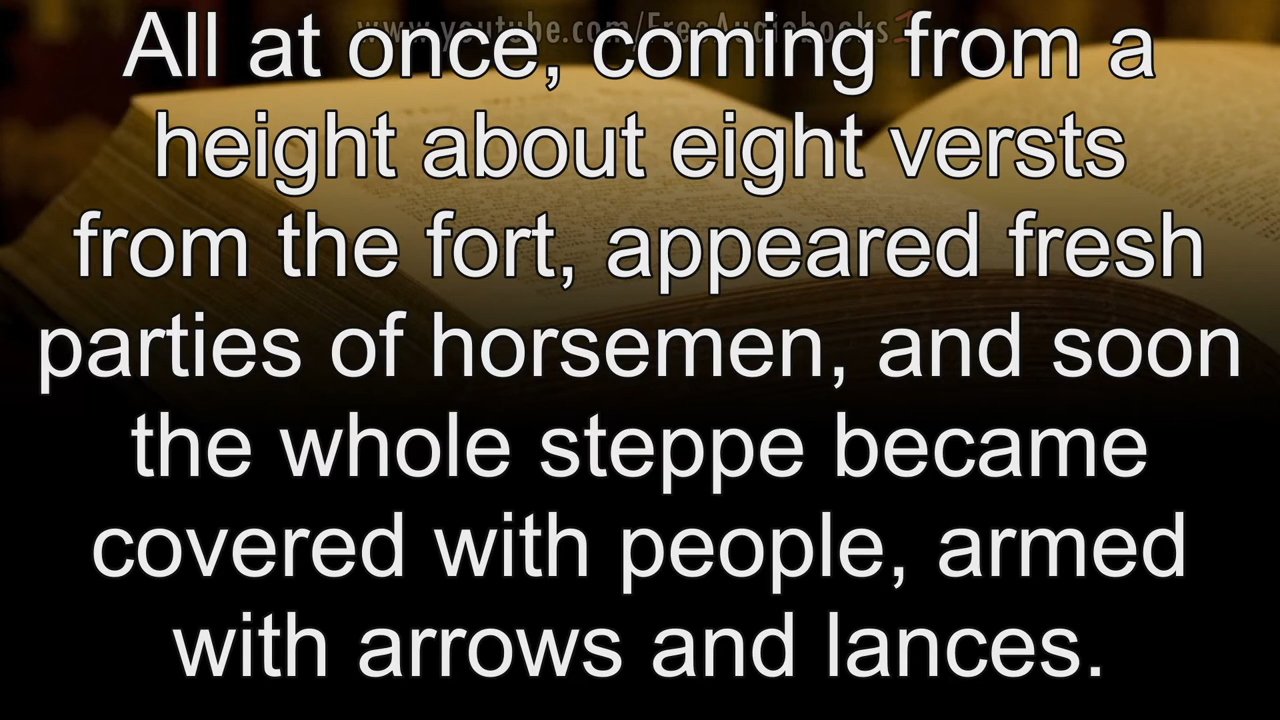 www.youtube.com/FreeAudiobooks
All at once, coming from a
height about eight versts
from the fort, appeared fresh
parties of horsemen, and soon
the whole steppe became
covered with people, armed
with arrows and lances.